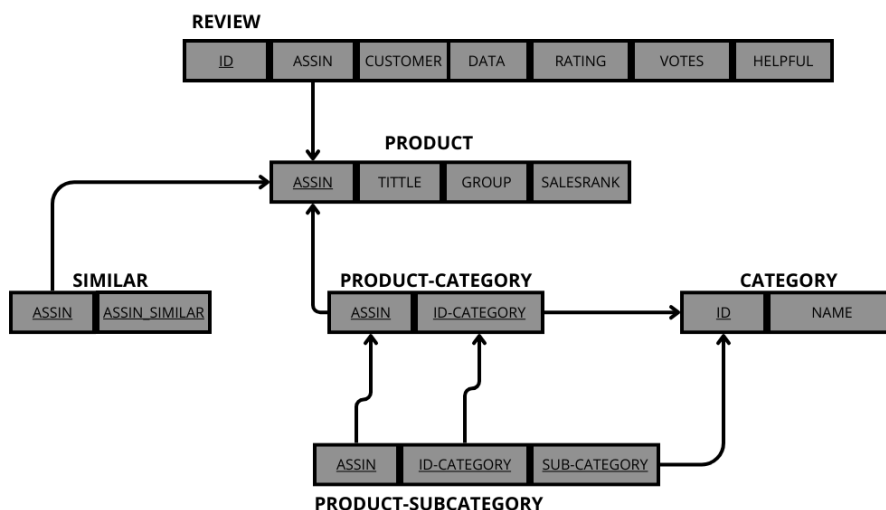 REVIEW
ID ASSIN CUSTOMER DATA RATING VOTES HELPFUL
PRODUCT
ASSIN TITTLE GROUP SALESRANK
SIMILAR PRODUCT-CATEGORY CATEGORY
ASSIN ASSIN_SIMILAR ASSIN ID-CATEGORY ID NAME
ASSIN ID-CATEGORY SUB-CATEGORY
PRODUCT-SUBCATEGORY